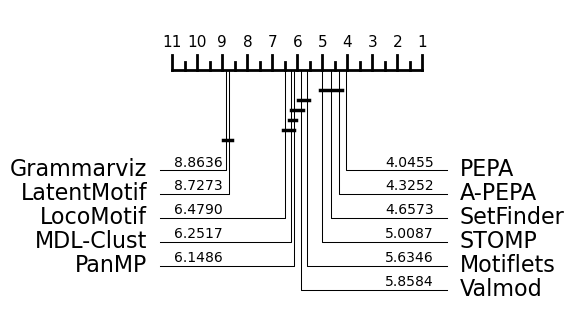 11 10 9 8 7 6 5 4 3 2 1
Grammarviz 8.8636 4.0455 PEPA
LatentMotif 8.7273 4.3252 A-PEPA
LocoMotif 6.4790 4.6573 SetFinder
MDL-Clust 6.2517 5.0087 STOMP
PanMP 6.1486 5.6346 Motiflets
5.8584 Valmod